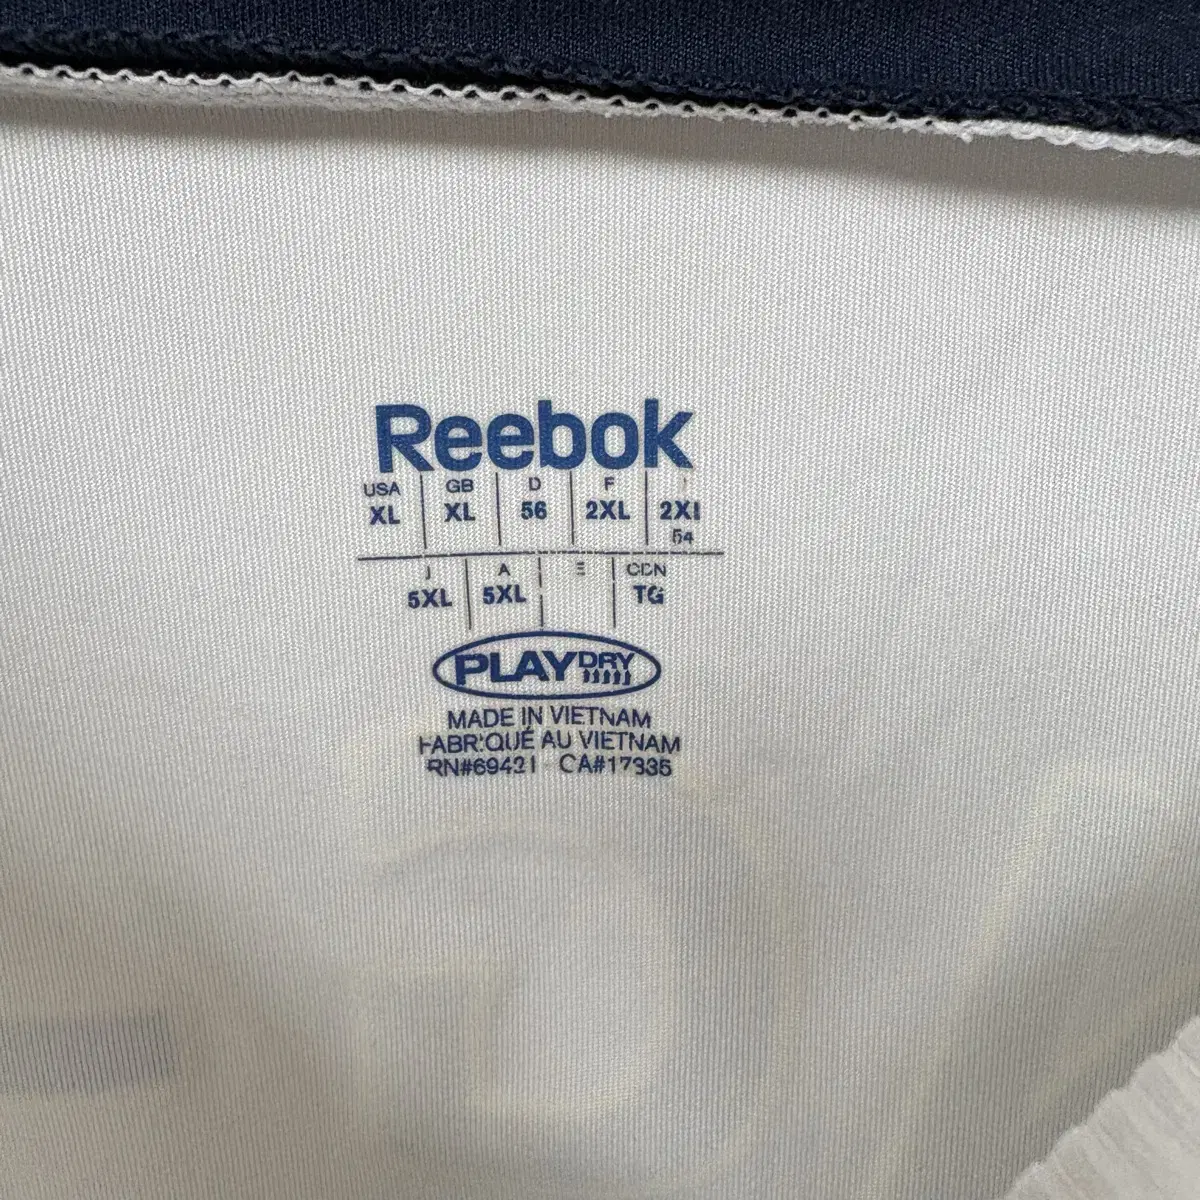 Reebok
USA GB D F
XL XL 56 2XL 2XL
54
J A E CDN
5XL 5XL TG
PLAYDRY
MADE IN VIETNAM
FABRIQUÉ AU VIETNAM
RN#69421 CA#17335